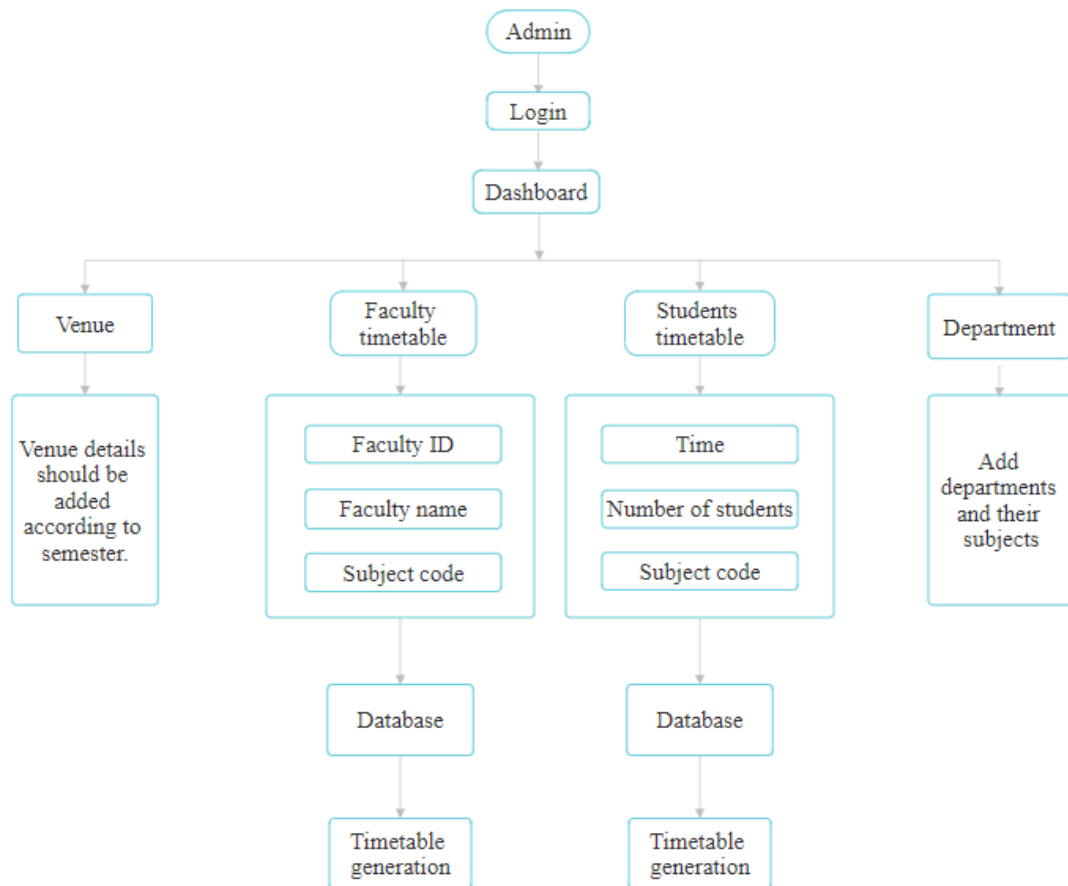 Admin
Login
Dashboard
Venue
Faculty
timetable
Students
timetable
Department
Venue details
should be
added
according to
semester.
Faculty ID
Faculty name
Subject code
Time
Number of students
Subject code
Add
departments
and their
subjects
Database
Database
Timetable
generation
Timetable
generation